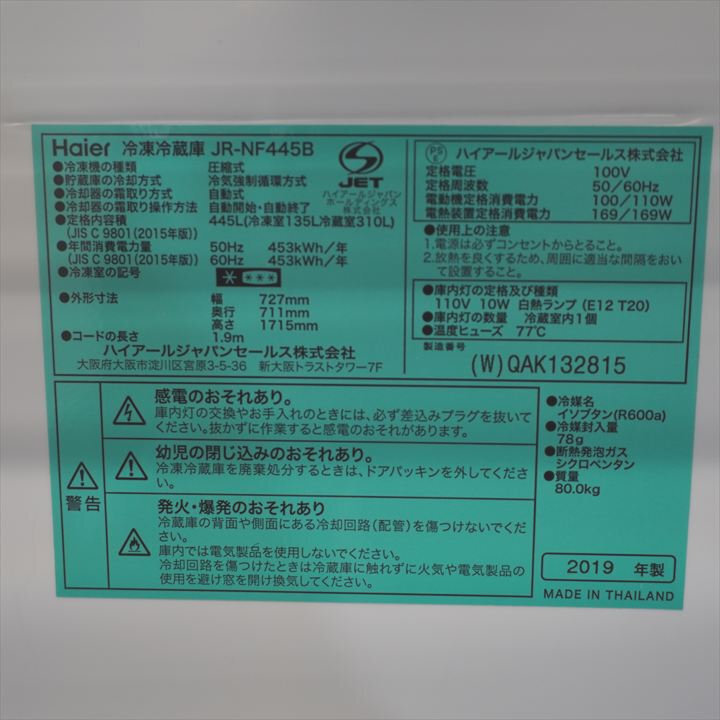 Haier 冷凍冷蔵庫 JR-NF445B
●冷凍機の種類 圧縮式
●貯蔵庫の冷却方式 冷気強制循環方式
●冷却器の霜取り方式 自動式
●冷却器の霜取り操作方法 自動開始・自動終了
●定格内容積 445L(冷凍室135L冷蔵室310L)
(JIS C 9801(2015年版))
●年間消費電力量 50Hz 453kWh/年
(JIS C 9801(2015年版)) 60Hz 453kWh/年
●冷凍室の記号
●外形寸法 幅 727mm
奥行 711mm
高さ 1715mm
●コードの長さ 1.9m
ハイアールジャパンセールス株式会社
大阪府大阪市淀川区宮原3-5-36 新大阪トラストタワー7F
S
JET
ハイアールジャパン
ホールディングス
株式会社
PS
E
ハイアールジャパンセールス株式会社
定格電圧 100V
定格周波数 50/60Hz
電動機定格消費電力 100/110W
電熱装置定格消費電力 169/169W
●使用上の注意
1.電源は必ずコンセントからとること。
2.放熱を良くするため、周囲に適当な間隔をおい
て設置すること。
●庫内灯の定格及び種類
110V 10W 白熱ランプ(E12 T20)
●庫内灯の数量 冷蔵室内1個
●温度ヒューズ 77℃
製造番号
(W)QAK132815
警告
感電のおそれあり。
庫内灯の交換やお手入れのときには、必ず差込みプラグを抜いて
ください。抜かずに作業すると感電のおそれがあります。
幼児の閉じ込みのおそれあり。
冷凍冷蔵庫を廃棄処分するときは、ドアパッキンを外してくださ
い。
発火・爆発のおそれあり
冷蔵庫の背面や側面にある冷却回路(配管)を傷つけないでくだ
さい。
庫内では電気製品を使用しないでください。
冷却回路を傷つけたときは冷蔵庫に触れずに火気や電気製品の
使用を避け窓を開け換気してください。
●冷媒名
イソブタン(R600a)
●冷媒封入量
78g
●断熱発泡ガス
シクロペンタン
●質量
80.0kg
2019 年製
MADE IN THAILAND